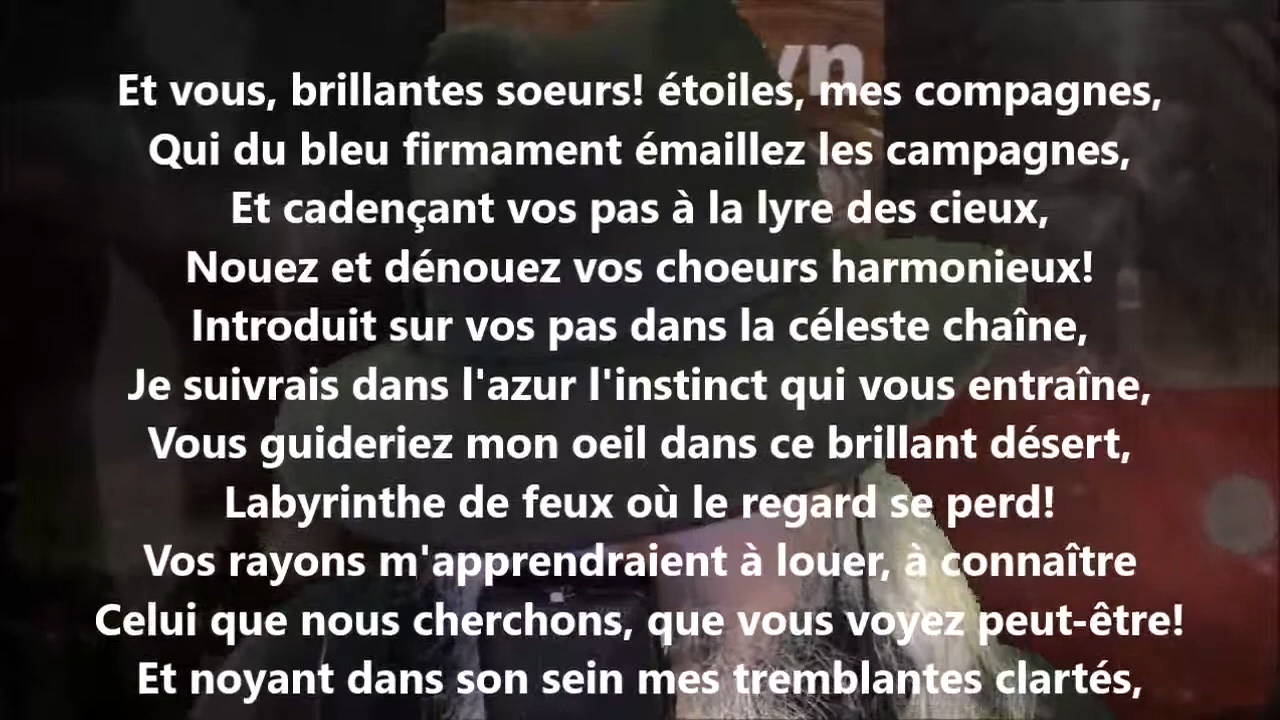 yn
Et vous, brillantes soeurs! étoiles, mes compagnes,
Qui du bleu firmament émaillez les campagnes,
Et cadençant vos pas à la lyre des cieux,
Nouez et dénouez vos choeurs harmonieux!
Introduit sur vos pas dans la céleste chaîne,
Je suivrais dans l'azur l'instinct qui vous entraîne,
Vous guideriez mon oeil dans ce brillant désert,
Labyrinthe de feux où le regard se perd!
Vos rayons m'apprendraient à louer, à connaître
Celui que nous cherchons, que vous voyez peut-être!
Et noyant dans son sein mes tremblantes clartés,